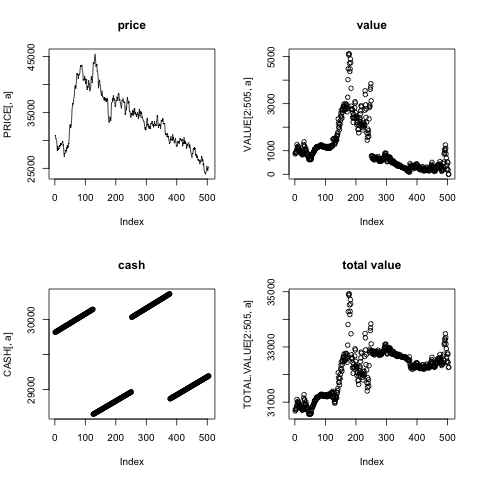 price
PRICE[, a]
25000 35000 45000
0 100 200 300 400 500
Index
value
VALUE[2:505, a]
0 1000 3000 5000
0 100 200 300 400 500
Index
cash
CASH[, a]
29000 30000
0 100 200 300 400 500
Index
total value
TOTAL.VALUE[2:505, a]
31000 33000 35000
0 100 200 300 400 500
Index